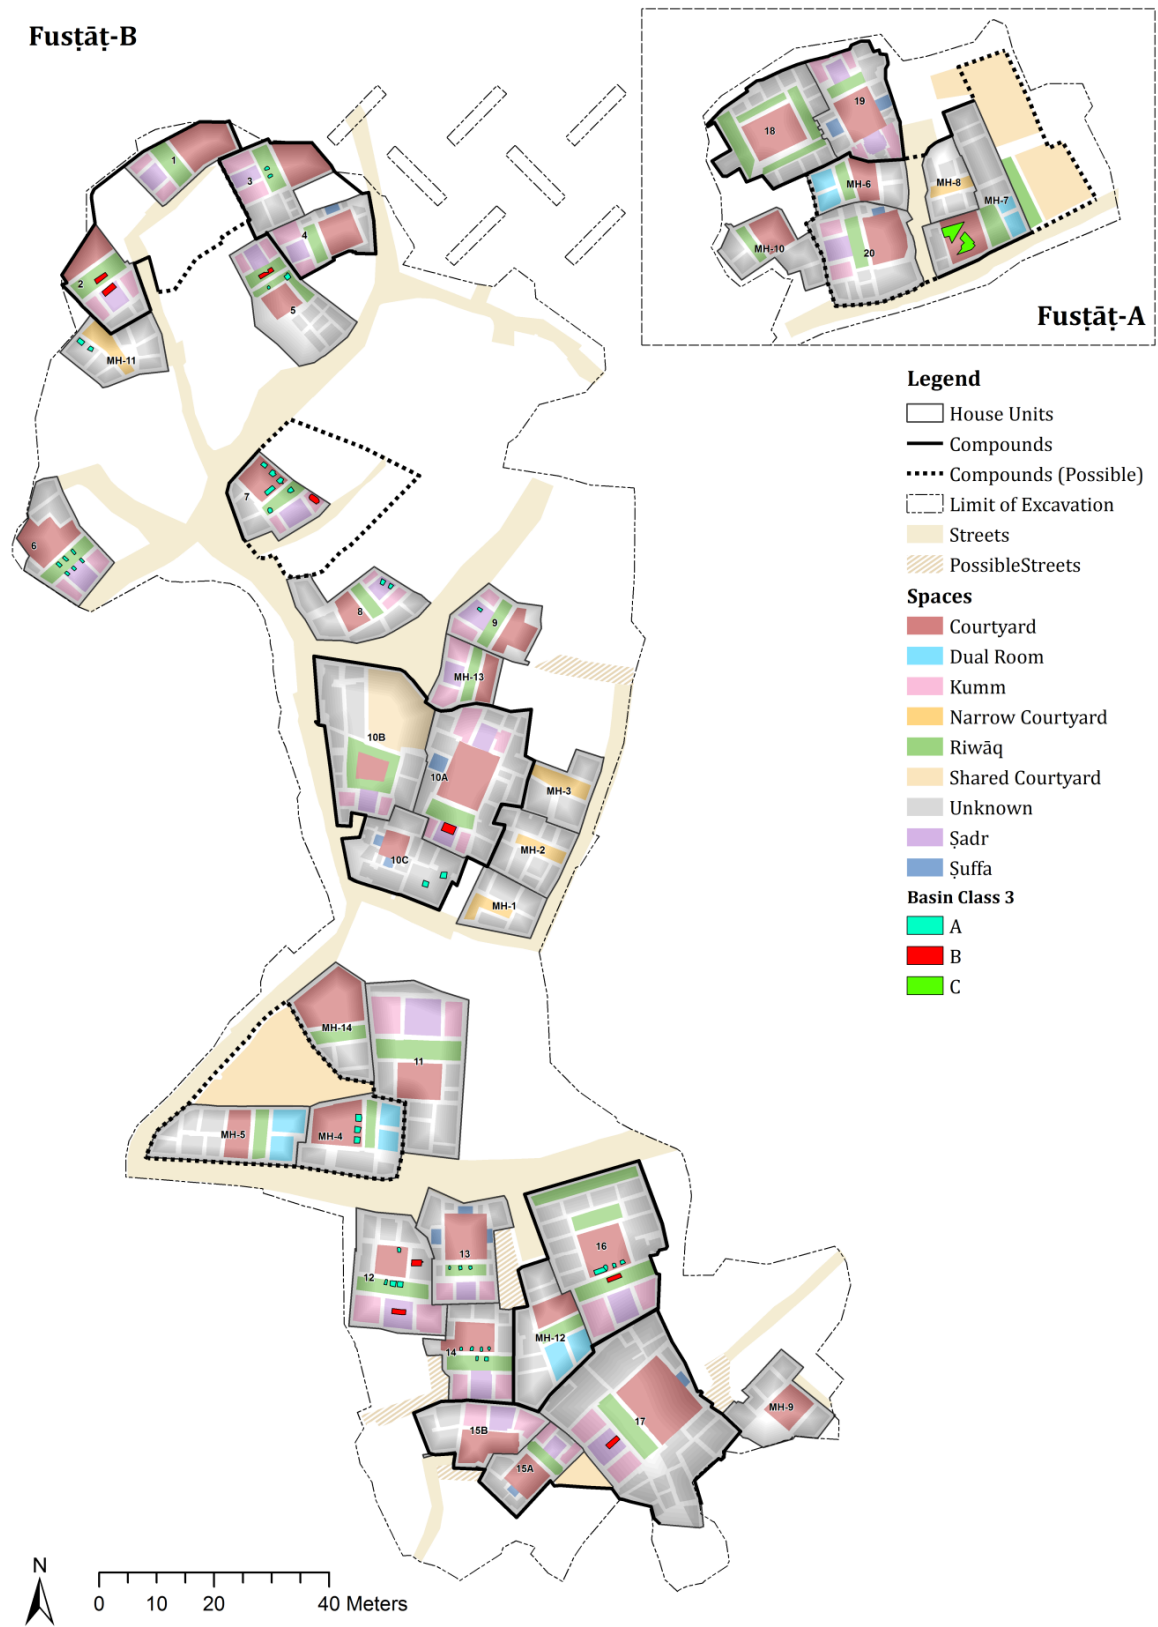 Fusṭāṭ-B
1
3
4
2
5
MH-11
7
6
8
9
MH-13
10B
10A
MH-3
MH-2
10C
MH-1
MH-14
11
MH-5
MH-4
16
13
12
MH-12
14
17
MH-9
15B
15A
18
19
MH-6
MH-8
MH-7
MH-10
20
Fusṭāṭ-A
Legend
House Units
Compounds
Compounds (Possible)
Limit of Excavation
Streets
PossibleStreets
Spaces
Courtyard
Dual Room
Kumm
Narrow Courtyard
Riwāq
Shared Courtyard
Unknown
Ṣadr
Ṣuffa
Basin Class 3
A
B
C
N
0 10 20 40 Meters